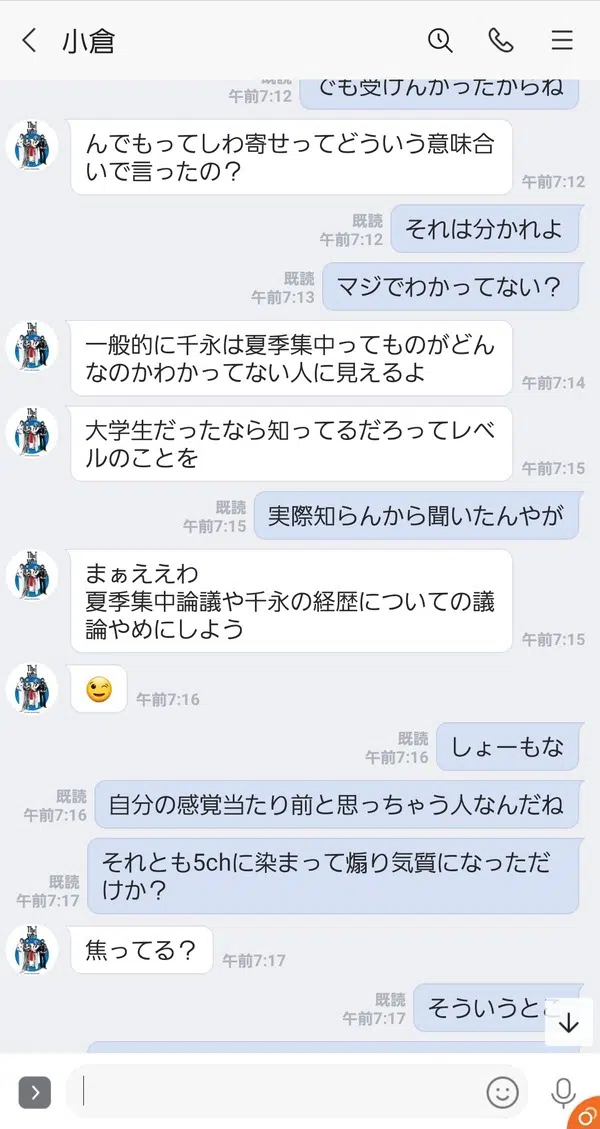 小倉
既読
午前7:12
でも受けんかったからね
んでもってしわ寄せってどういう意味合
いで言ったの？
午前7:12
既読
午前7:12
それは分かれよ
既読
午前7:13
マジでわかってない？
一般的に千永は夏季集中ってものがどん
なのかわかってない人に見えるよ
午前7:14
大学生だったなら知ってるだろってレベ
ルのことを
午前7:15
既読
午前7:15
実際知らんから聞いたんやが
まぁええわ
夏季集中論議や千永の経歴についての議
論やめにしよう
午前7:15
😉
午前7:16
既読
午前7:16
しょーもな
既読
午前7:16
自分の感覚当たり前と思っちゃう人なんだね
それとも5chに染まって煽り気質になっただ
けか？
既読
午前7:17
焦ってる？
午前7:17
既読
午前7:17
そういうとこ